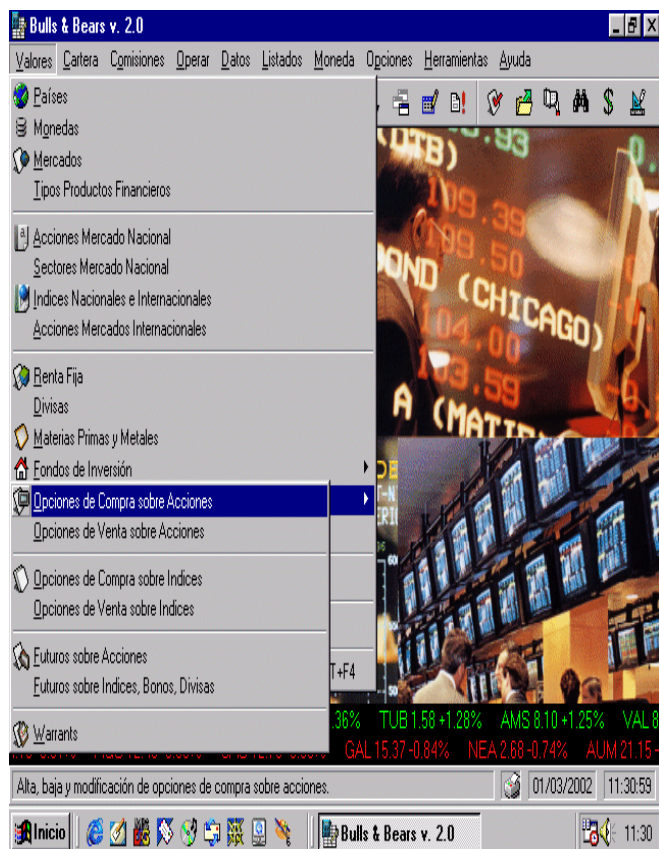 Bulls & Bears v. 2.0
Valores Cartera Comisiones Operar Datos Listados Moneda Opciones Herramientas Ayuda
Países
Monedas
Mercados
Tipos Productos Financieros
Acciones Mercado Nacional
Sectores Mercado Nacional
Indices Nacionales e Internacionales
Acciones Mercados Internacionales
Renta Fija
Divisas
Materias Primas y Metales
Fondos de Inversión
Opciones de Compra sobre Acciones
Opciones de Venta sobre Acciones
Opciones de Compra sobre Indices
Opciones de Venta sobre Indices
Futuros sobre Acciones
Futuros sobre Indices, Bonos, Divisas
T+F4
Warrants
(DTB) .93 0.
109.39
109.50
BOND (CHICAGO)
104.00
103.59
A (MATIF
.36% TUB 1.58 +1.28% AMS 8.10 +1.25% VAL 8
GAL 15.37 -0.84% NEA 2.68 -0.74% AUM 21.15 -
Alta, baja y modificación de opciones de compra sobre acciones. 01/03/2002 11:30:59
Inicio Bulls & Bears v. 2.0 11:30